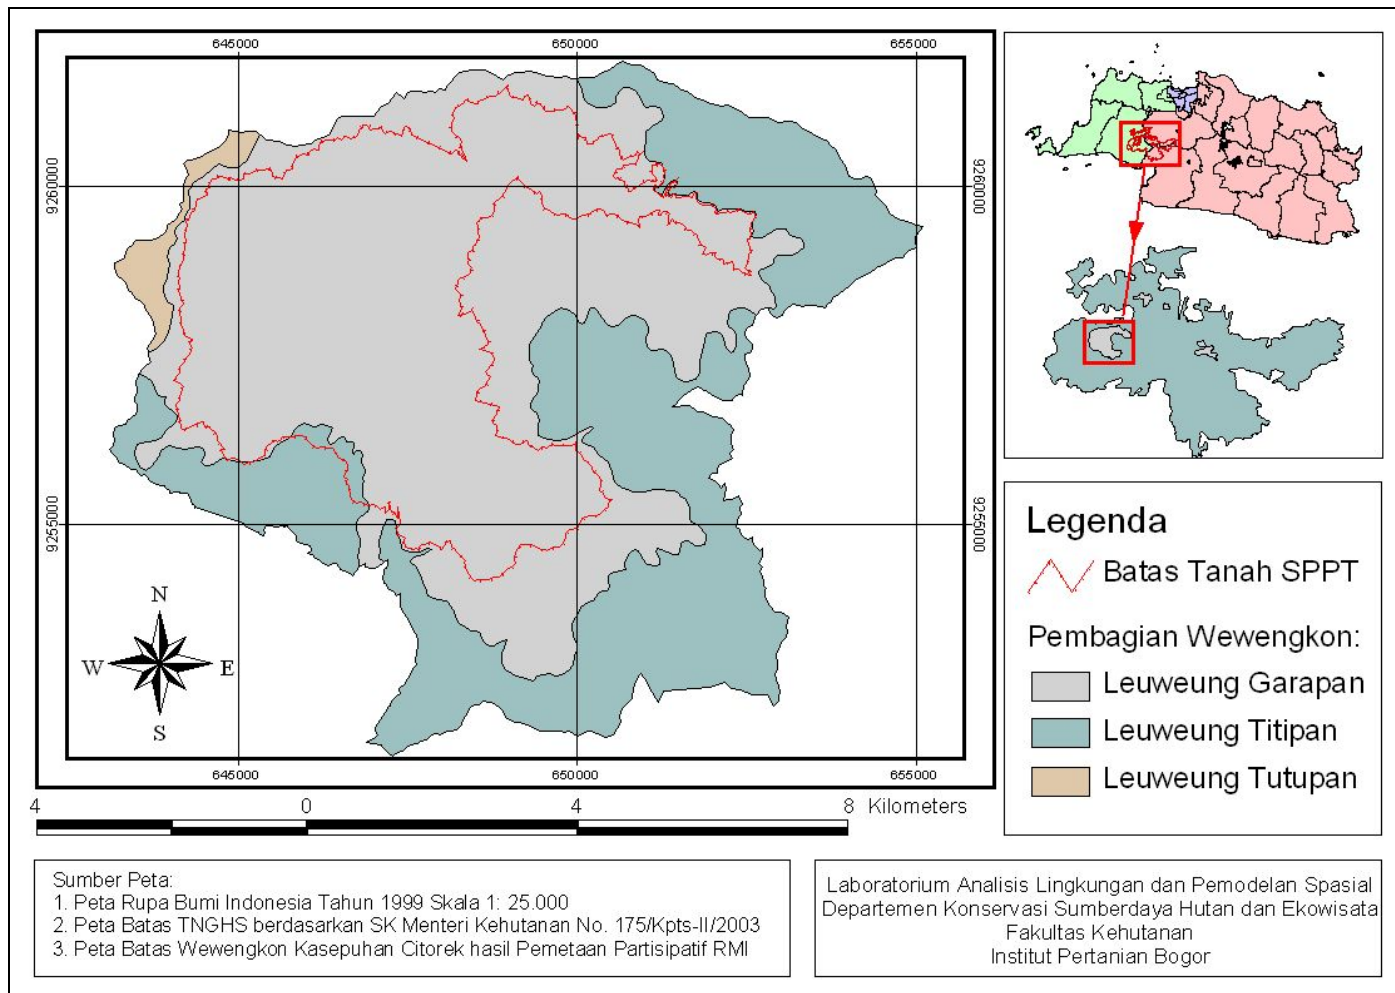 645000
650000
655000
9260000
9260000
9255000
9255000
N
W
E
S
645000
650000
655000
4
0
4
8 Kilometers
Legenda
Batas Tanah SPPT
Pembagian Wewengkon:
Leuweung Garapan
Leuweung Titipan
Leuweung Tutupan
Sumber Peta:
1. Peta Rupa Bumi Indonesia Tahun 1999 Skala 1: 25.000
2. Peta Batas TNGHS berdasarkan SK Menteri Kehutanan No. 175/Kpts-II/2003
3. Peta Batas Wewengkon Kasepuhan Citorek hasil Pemetaan Partisipatif RMI
Laboratorium Analisis Lingkungan dan Pemodelan Spasial
Departemen Konservasi Sumberdaya Hutan dan Ekowisata
Fakultas Kehutanan
Institut Pertanian Bogor